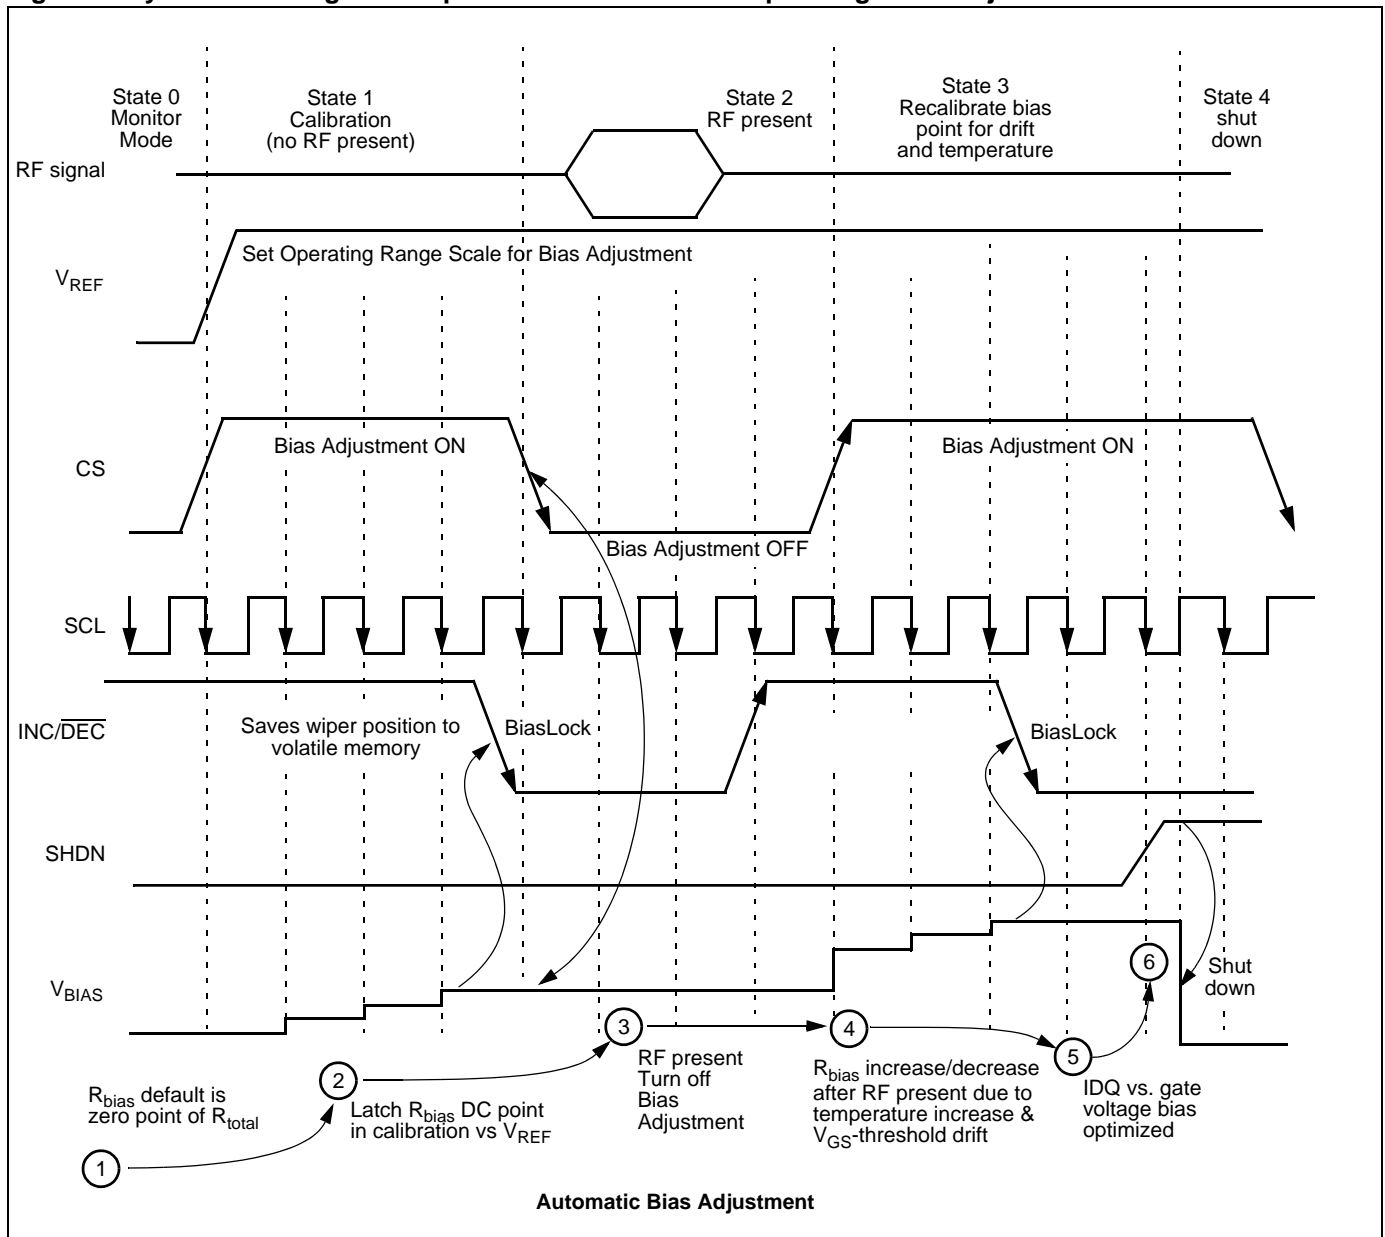 State 0
Monitor
Mode
State 1
Calibration
(no RF present)
State 2
RF present
State 3
Recalibrate bias
point for drift
and temperature
State 4
shut
down
RF signal
Set Operating Range Scale for Bias Adjustment
VREF
Bias Adjustment ON
Bias Adjustment ON
CS
Bias Adjustment OFF
SCL
INC/DEC
Saves wiper position to
volatile memory
BiasLock
BiasLock
SHDN
VBIAS
Shut
down
6
3
4
5
2
1
Rbias default is
zero point of Rtotal
Latch Rbias DC point
in calibration vs VREF
RF present
Turn off
Bias
Adjustment
Rbias increase/decrease
after RF present due to
temperature increase &
VGS-threshold drift
IDQ vs. gate
voltage bias
optimized
Automatic Bias Adjustment